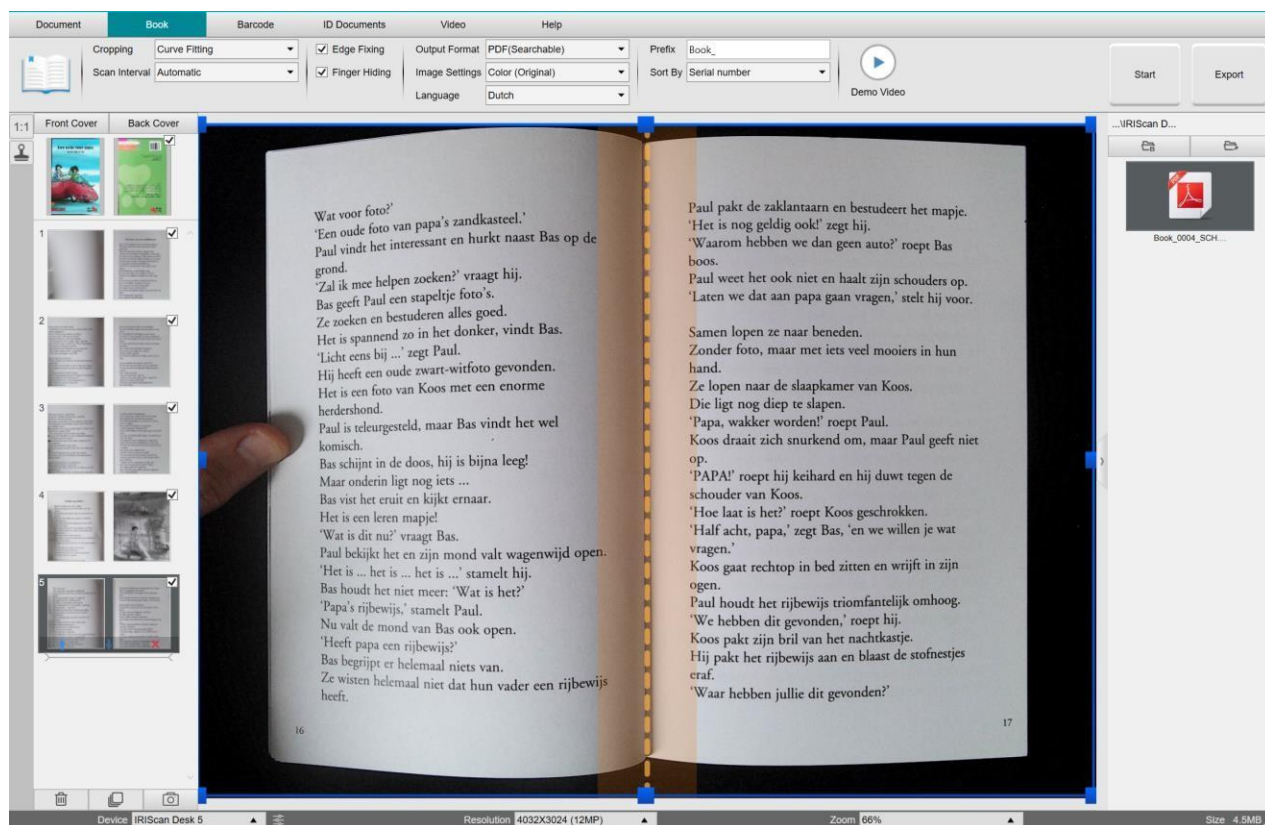 Document Book Barcode ID Documents Video Help
Cropping Curve Fitting
Scan Interval Automatic
Edge Fixing
Finger Hiding
Output Format PDF(Searchable)
Image Settings Color (Original)
Language Dutch
Prefix Book_
Sort By Serial number
Demo Video
Start Export
1:1
Front Cover Back Cover
1
2
3
4
5
Wat voor foto?’
‘Een oude foto van papa’s zandkasteel.’
Paul vindt het interessant en hurkt naast Bas op de
grond.
‘Zal ik mee helpen zoeken?’ vraagt hij.
Bas geeft Paul een stapeltje foto’s.
Ze zoeken en bestuderen alles goed.
Het is spannend zo in het donker, vindt Bas.
‘Licht eens bij ...’ zegt Paul.
Hij heeft een oude zwart-witfoto gevonden.
Het is een foto van Koos met een enorme
herdershond.
Paul is teleurgesteld, maar Bas vindt het wel
komisch.
Bas schijnt in de doos, hij is bijna leeg!
Maar onderin ligt nog iets ...
Bas vist het eruit en kijkt ernaar.
Het is een leren mapje!
‘Wat is dit nu?’ vraagt Bas.
Paul bekijkt het en zijn mond valt wagenwijd open.
‘Het is ... het is ... het is ...’ stamelt hij.
Bas houdt het niet meer: ‘Wat is het?’
‘Papa’s rijbewijs,’ stamelt Paul.
Nu valt de mond van Bas ook open.
‘Heeft papa een rijbewijs?’
Bas begrijpt er helemaal niets van.
Ze wisten helemaal niet dat hun vader een rijbewijs
heeft.
16
Paul pakt de zaklantaarn en bestudeert het mapje.
‘Het is nog geldig ook!’ zegt hij.
‘Waarom hebben we dan geen auto?’ roept Bas
boos.
Paul weet het ook niet en haalt zijn schouders op.
‘Laten we dat aan papa gaan vragen,’ stelt hij voor.
Samen lopen ze naar beneden.
Zonder foto, maar met iets veel mooiers in hun
hand.
Ze lopen naar de slaapkamer van Koos.
Die ligt nog diep te slapen.
‘Papa, wakker worden!’ roept Paul.
Koos draait zich snurkend om, maar Paul geeft niet
op.
‘PAPA!’ roept hij keihard en hij duwt tegen de
schouder van Koos.
‘Hoe laat is het?’ roept Koos geschrokken.
‘Half acht, papa,’ zegt Bas, ‘en we willen je wat
vragen.’
Koos gaat rechtop in bed zitten en wrijft in zijn
ogen.
Paul houdt het rijbewijs triomfantelijk omhoog.
‘We hebben dit gevonden,’ roept hij.
Koos pakt zijn bril van het nachtkastje.
Hij pakt het rijbewijs aan en blaast de stofnestjes
eraf.
‘Waar hebben jullie dit gevonden?’
17
...\IRIScan D...
PDF
Book_0004_SCH...
Device IRIScan Desk 5
Resolution 4032X3024 (12MP)
Zoom 66%
Size 4.5MB